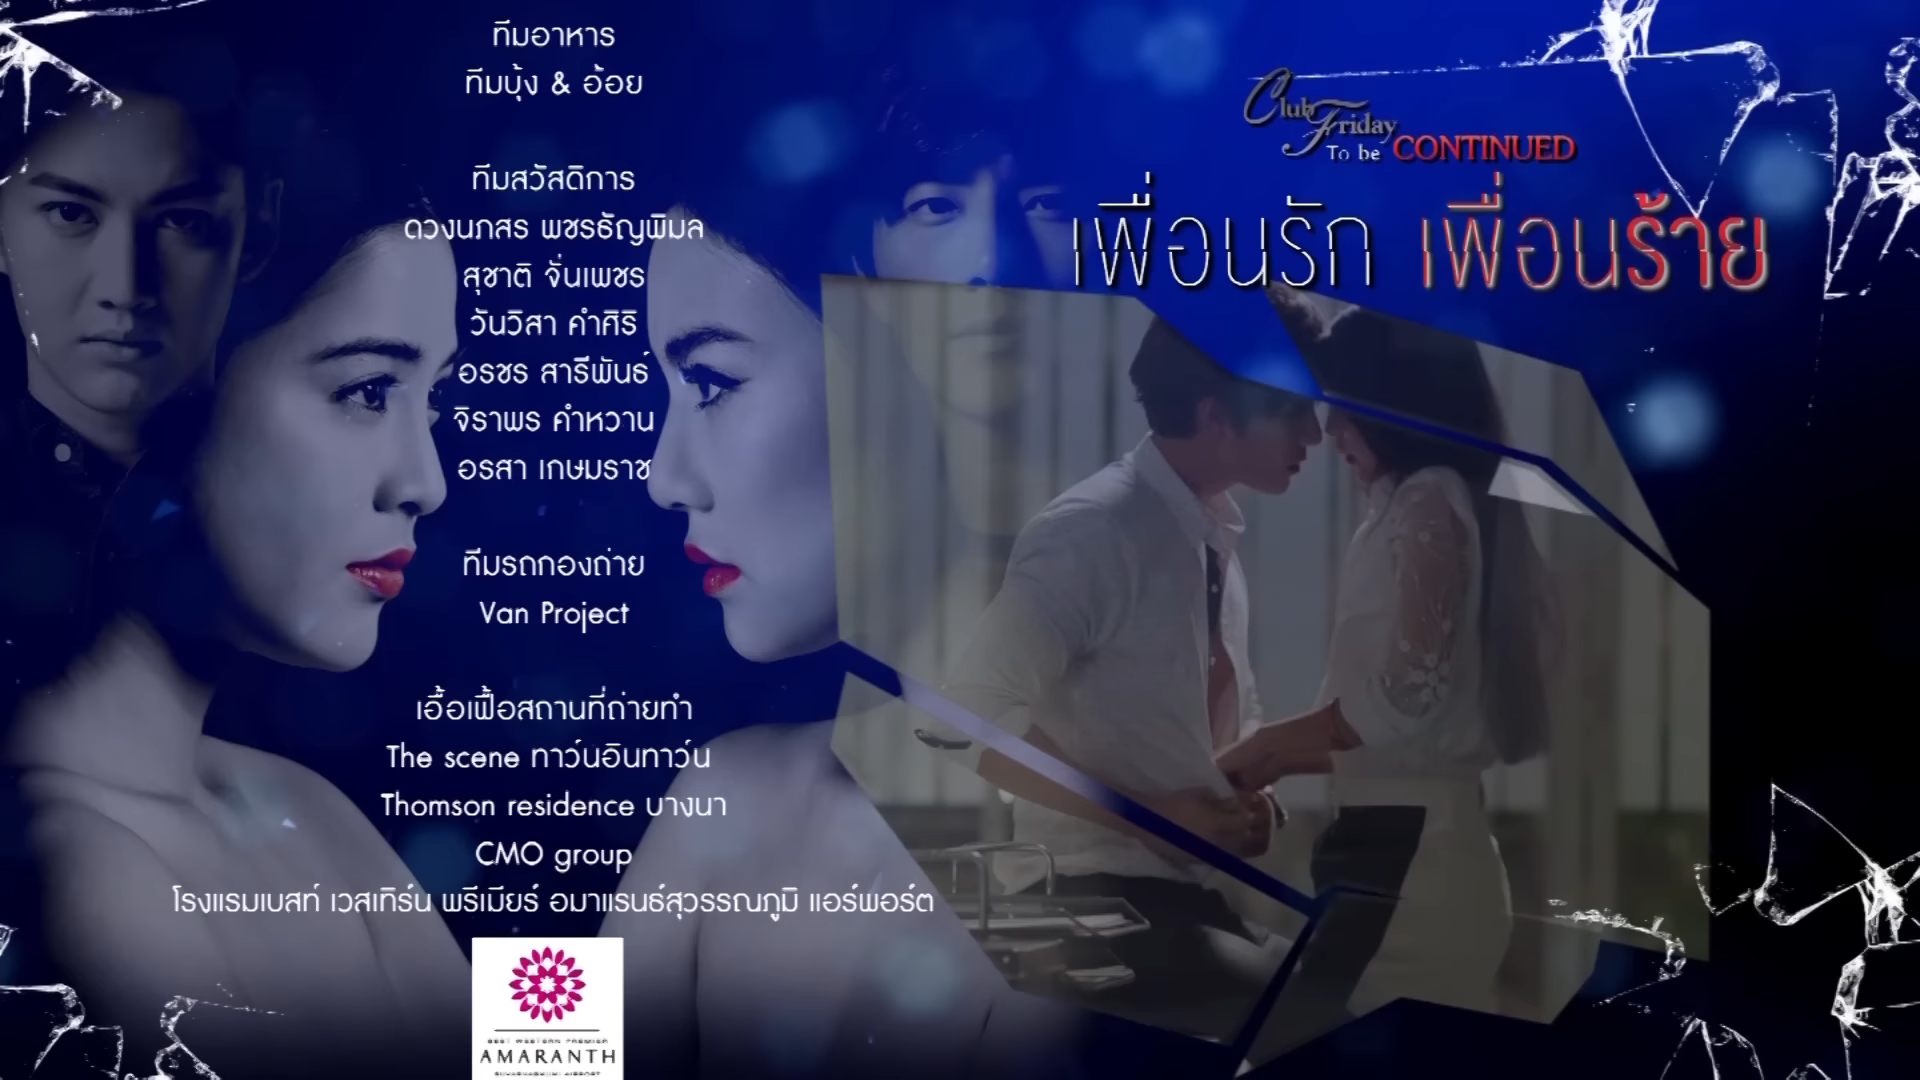 ทีมอาหาร
ทีมบุ้ง & อ้อย
ทีมสวัสดิการ
ดวงนภสร พชรธัญพิมล
สุชาติ จั่นเพชร
วันวิสา คำศิริ
อรชร สารีพันธ์
จิราพร คำหวาน
อรสา เกษมราช
ทีมรถกองถ่าย
Van Project
เอื้อเฟื้อสถานที่ถ่ายทำ
The scene ทาว์นอินทาว์น
Thomson residence บางนา
CMO group
โรงแรมเบสท์ เวสเทิร์น พรีเมียร์ อมาแรนธ์สุวรรณภูมิ แอร์พอร์ต
BEST WESTERN PREMIER
AMARANTH
SUVARNABHUMI AIRPORT
Club Friday
To be CONTINUED
เพื่อนรัก เพื่อนร้าย